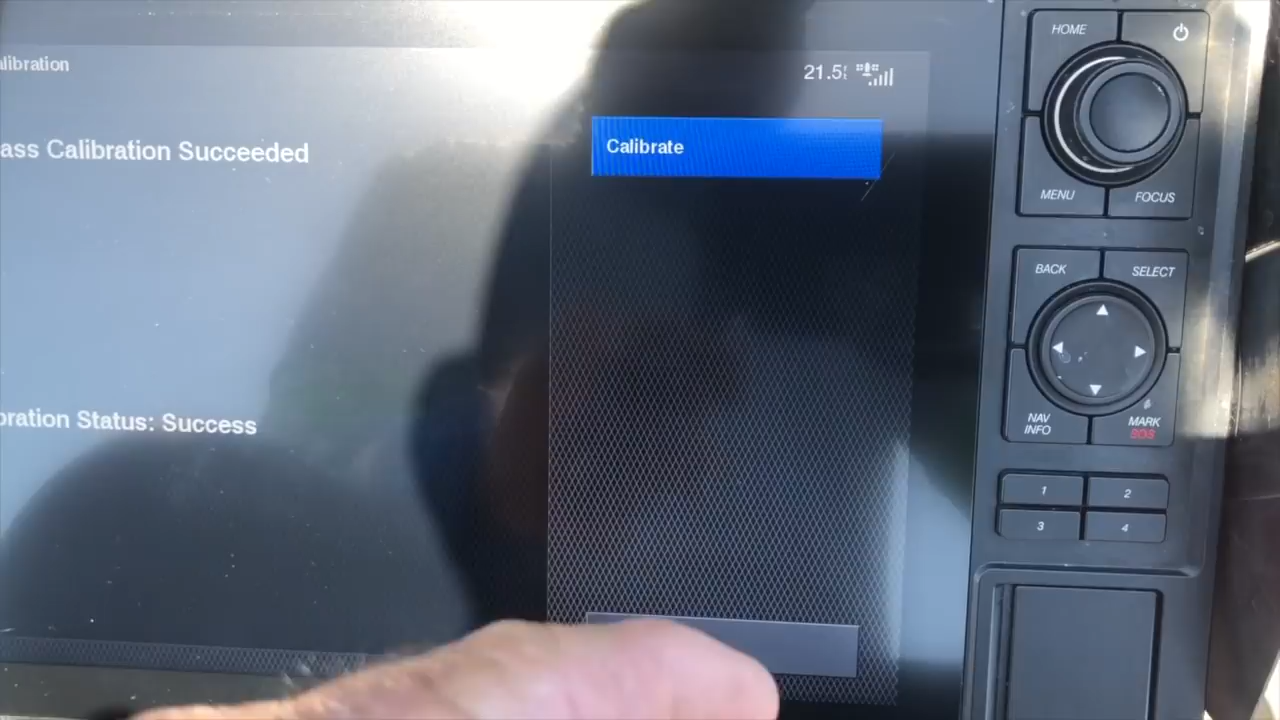 alibration
21.5
ass Calibration Succeeded
Calibrate
bration Status: Success
HOME
MENU
FOCUS
BACK
SELECT
NAV
INFO
MARK
SOS
1
2
3
4